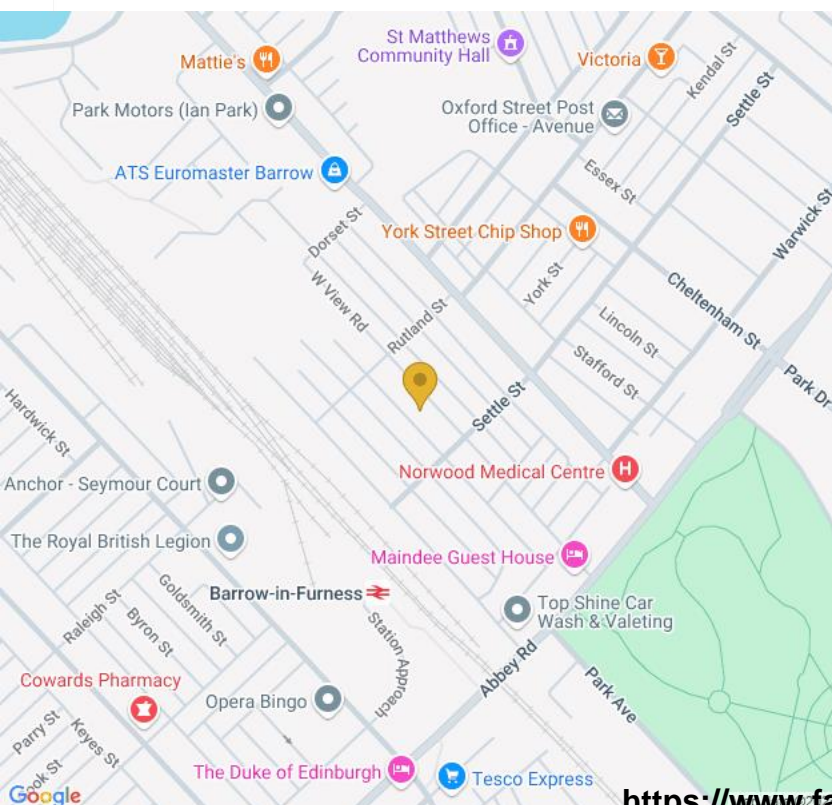 St Matthews
Community Hall
Mattie's
Victoria
Kendal St
Park Motors (Ian Park)
Oxford Street Post
Office - Avenue
Settle St
ATS Euromaster Barrow
Essex St
Dorset St
York Street Chip Shop
Warwick St
W View Rd
York St
Rutland St
Cheltenham St
Lincoln St
Stafford St
Park Dr
Hardwick St
Settle St
Norwood Medical Centre
H
Anchor - Seymour Court
The Royal British Legion
Maindee Guest House
Barrow-in-Furness
Goldsmith St
Raleigh St
Byron St
Top Shine Car
Wash & Valeting
Station Approach
Abbey Rd
Park Ave
Cowards Pharmacy
Opera Bingo
Parry St
Keyes St
The Duke of Edinburgh
Tesco Express
Google
https://www.fa